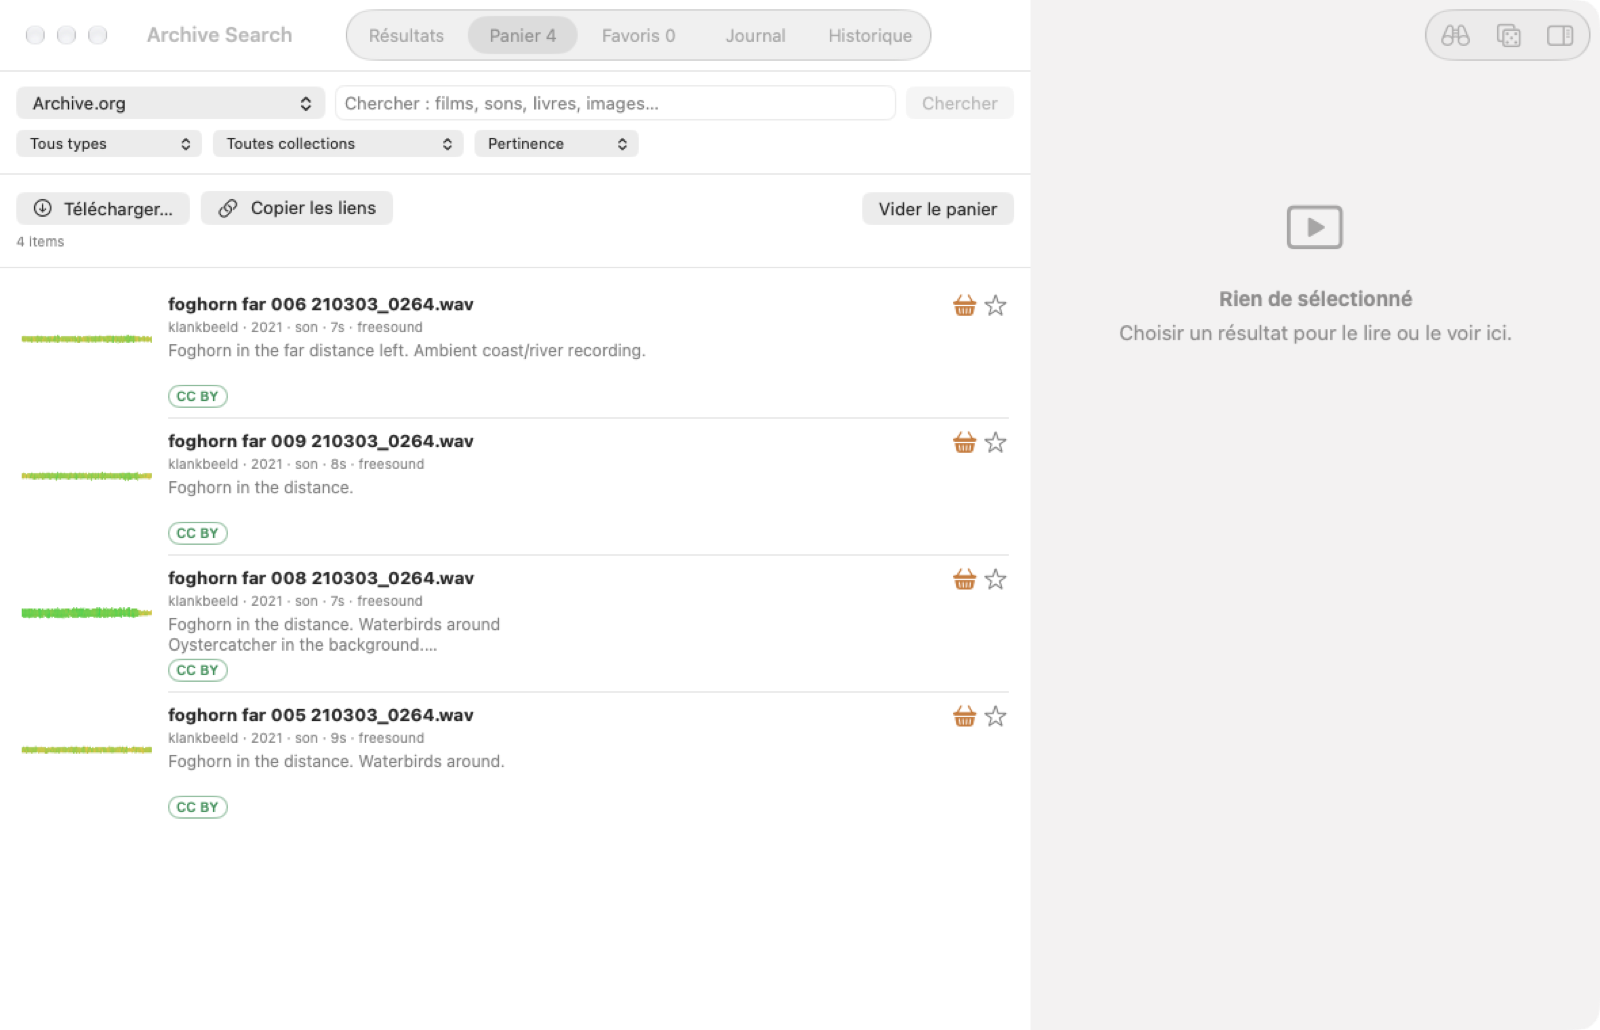 Archive Search
Résultats
Panier 4
Favoris 0
Journal
Historique
Archive.org
Chercher : films, sons, livres, images...
Chercher
Tous types
Toutes collections
Pertinence
Télécharger...
Copier les liens
Vider le panier
4 items
foghorn far 006 210303_0264.wav
klankbeeld · 2021 · son · 7s · freesound
Foghorn in the far distance left. Ambient coast/river recording.
CC BY
foghorn far 009 210303_0264.wav
klankbeeld · 2021 · son · 8s · freesound
Foghorn in the distance.
CC BY
foghorn far 008 210303_0264.wav
klankbeeld · 2021 · son · 7s · freesound
Foghorn in the distance. Waterbirds around
Oystercatcher in the background....
CC BY
foghorn far 005 210303_0264.wav
klankbeeld · 2021 · son · 9s · freesound
Foghorn in the distance. Waterbirds around.
CC BY
Rien de sélectionné
Choisir un résultat pour le lire ou le voir ici.